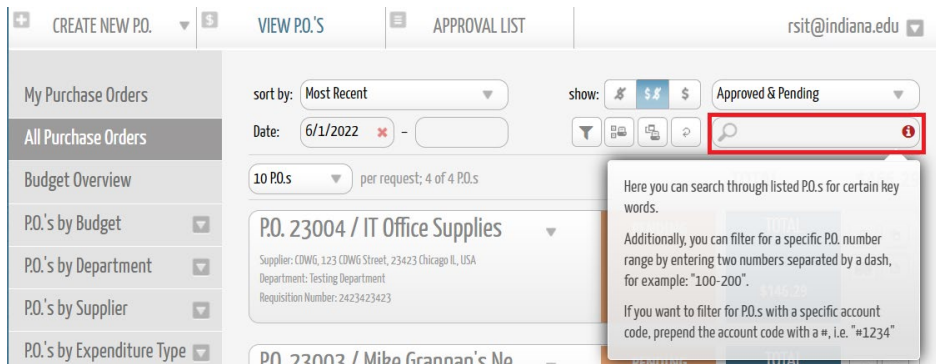 CREATE NEW P.O.
$
VIEW P.O.'S
APPROVAL LIST
rsit@indiana.edu
My Purchase Orders
All Purchase Orders
Budget Overview
P.O.'s by Budget
P.O.'s by Department
P.O.'s by Supplier
P.O.'s by Expenditure Type
sort by: Most Recent
show: $ $ $ $ Approved & Pending
Date: 6/1/2022 –
10 P.O.s per request; 4 of 4 P.O.s
P.O. 23004 / IT Office Supplies
Supplier: CDWG, 123 CDWG Street, 23423 Chicago IL, USA
Department: Testing Department
Requisition Number: 2423423423
P.O. 23003 / Mike Grannan's Ne
Here you can search through listed P.O.s for certain key
words.
Additionally, you can filter for a specific P.O. number
range by entering two numbers separated by a dash,
for example: "100-200".
If you want to filter for P.O.s with a specific account
code, prepend the account code with a #, i.e. "#1234"